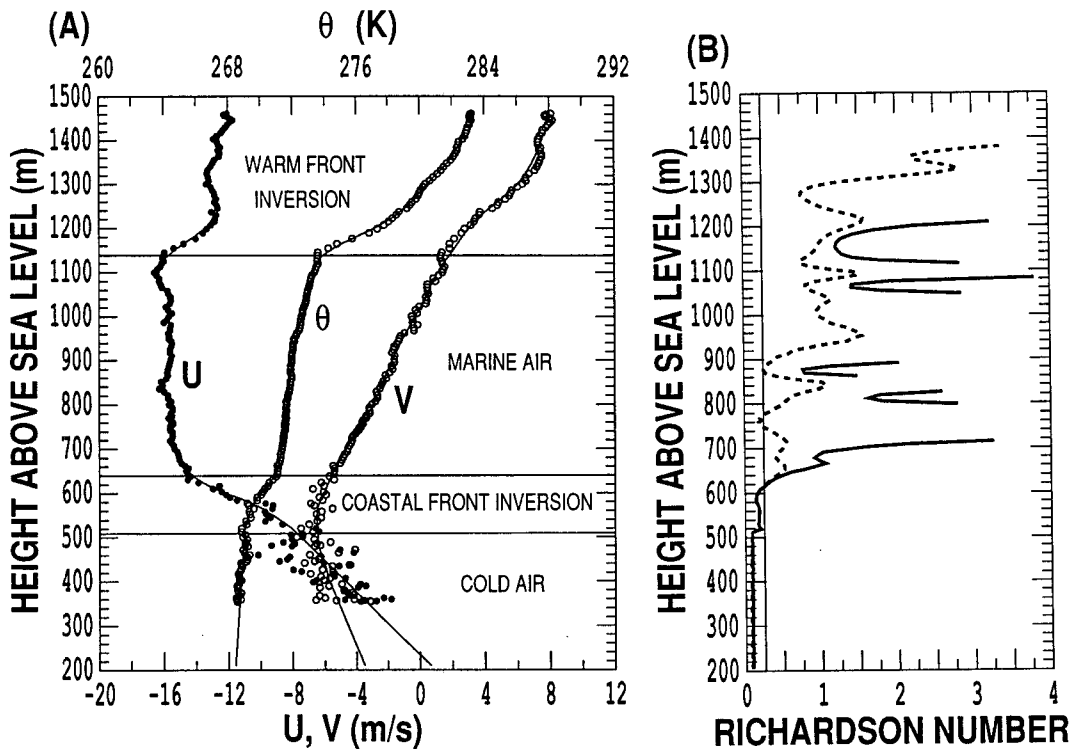 (A)
θ (K)
260 268 276 284 292
1500
1400
1300
1200
1100
1000
900
800
700
600
500
400
300
200
HEIGHT ABOVE SEA LEVEL (m)
WARM FRONT
INVERSION
θ
U
MARINE AIR
V
COASTAL FRONT INVERSION
COLD AIR
-20 -16 -12 -8 -4 0 4 8 12
U, V (m/s)
(B)
1500
1400
1300
1200
1100
1000
900
800
700
600
500
400
300
200
HEIGHT ABOVE SEA LEVEL (m)
0 1 2 3 4
RICHARDSON NUMBER